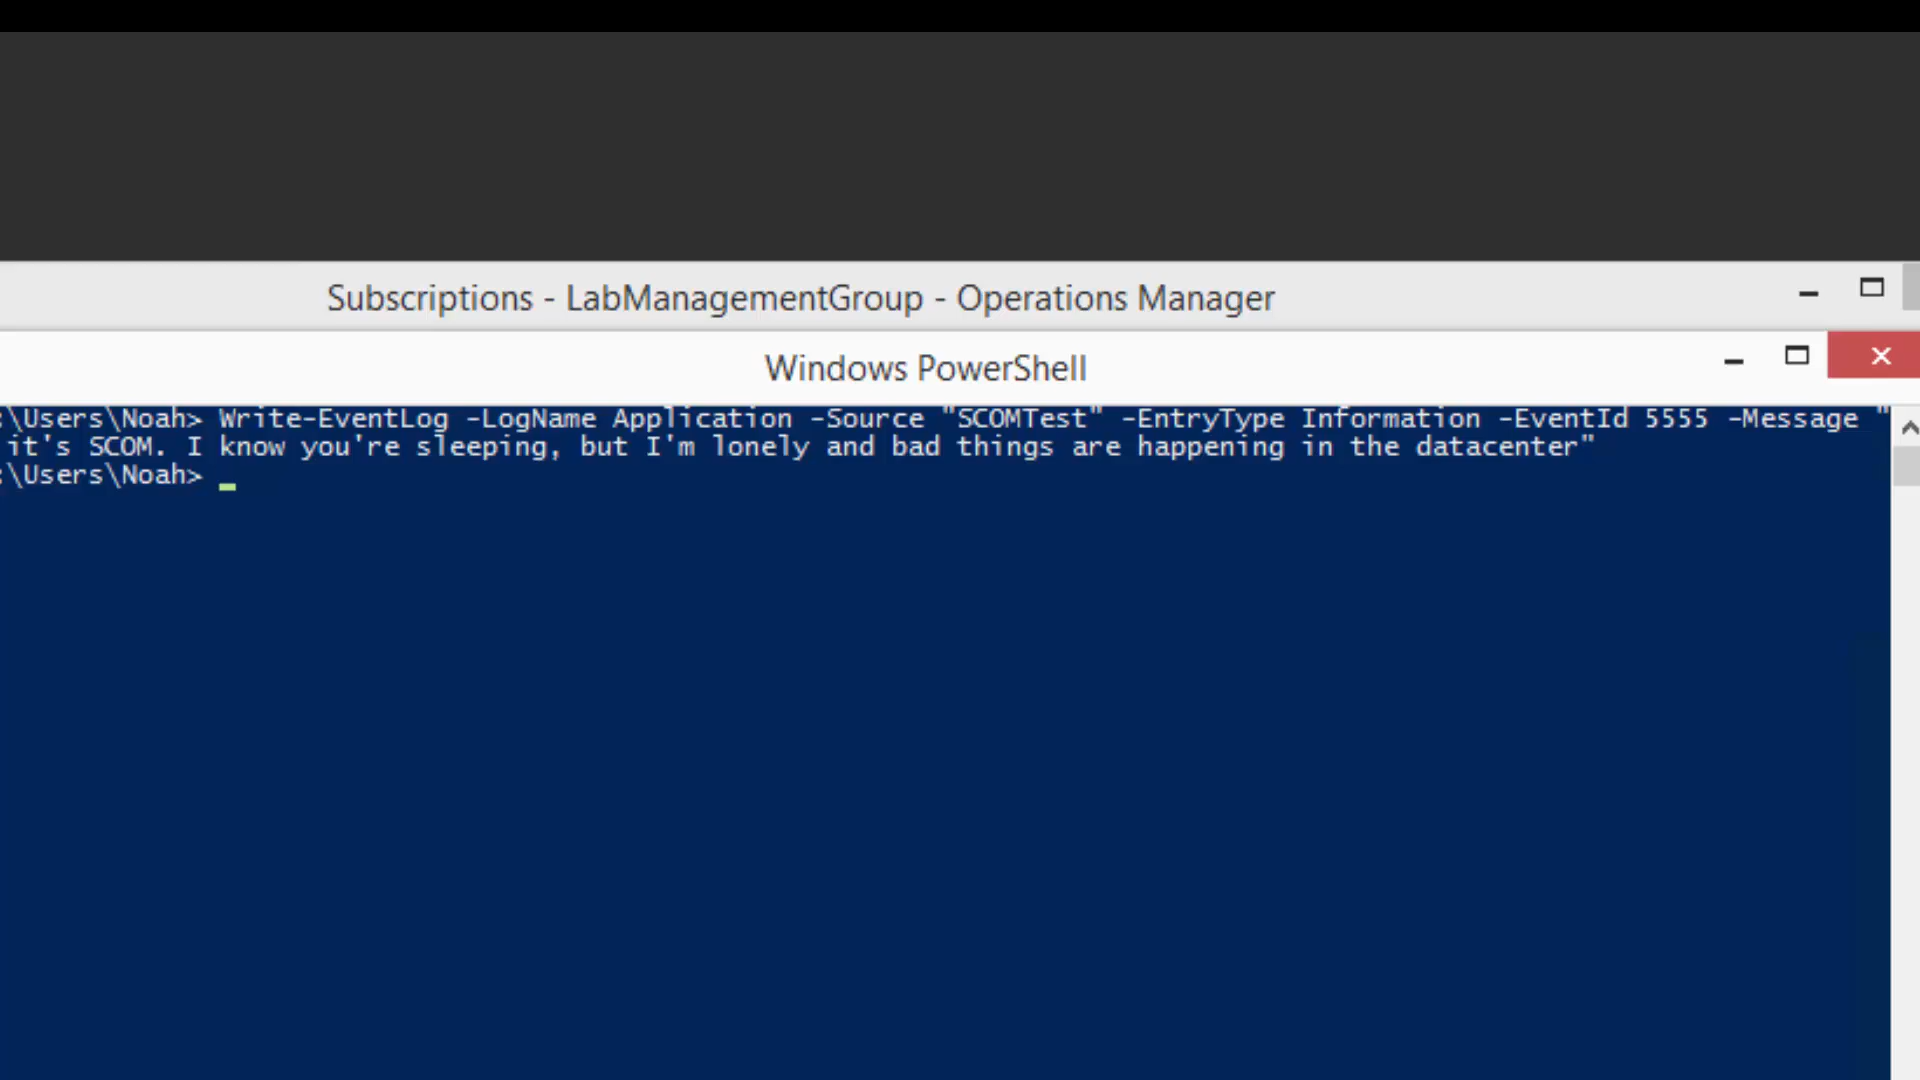 Subscriptions - LabManagementGroup - Operations Manager
Windows PowerShell
:\Users\Noah> Write-EventLog -LogName Application -Source "SCOMTest" -EntryType Information -EventId 5555 -Message "
it's SCOM. I know you're sleeping, but I'm lonely and bad things are happening in the datacenter"
:\Users\Noah>